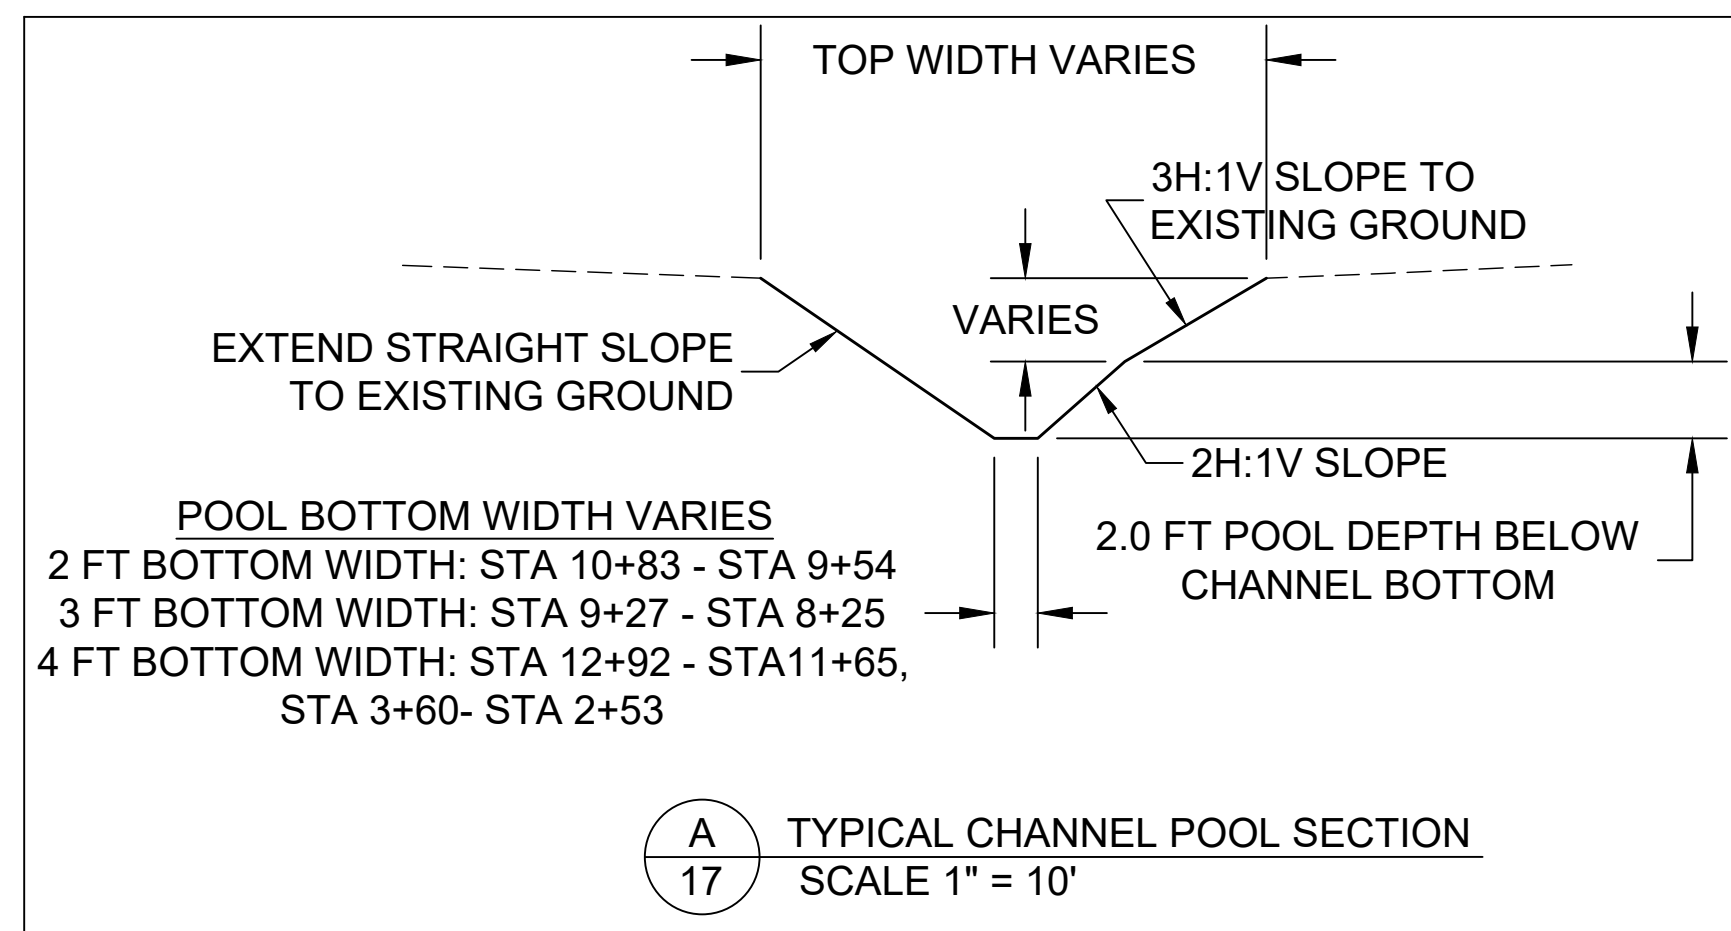 TOP WIDTH VARIES
3H:1V SLOPE TO
EXISTING GROUND
VARIES
EXTEND STRAIGHT SLOPE
TO EXISTING GROUND
2H:1V SLOPE
2.0 FT POOL DEPTH BELOW
CHANNEL BOTTOM
POOL BOTTOM WIDTH VARIES
2 FT BOTTOM WIDTH: STA 10+83 - STA 9+54
3 FT BOTTOM WIDTH: STA 9+27 - STA 8+25
4 FT BOTTOM WIDTH: STA 12+92 - STA11+65,
STA 3+60- STA 2+53
A
17
TYPICAL CHANNEL POOL SECTION
SCALE 1" = 10'